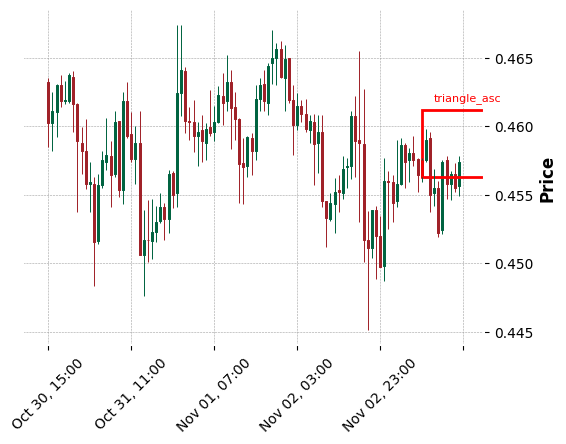 0.465
triangle_asc
0.460
0.455
0.450
0.445
Price
Oct 30, 15:00
Oct 31, 11:00
Nov 01, 07:00
Nov 02, 03:00
Nov 02, 23:00